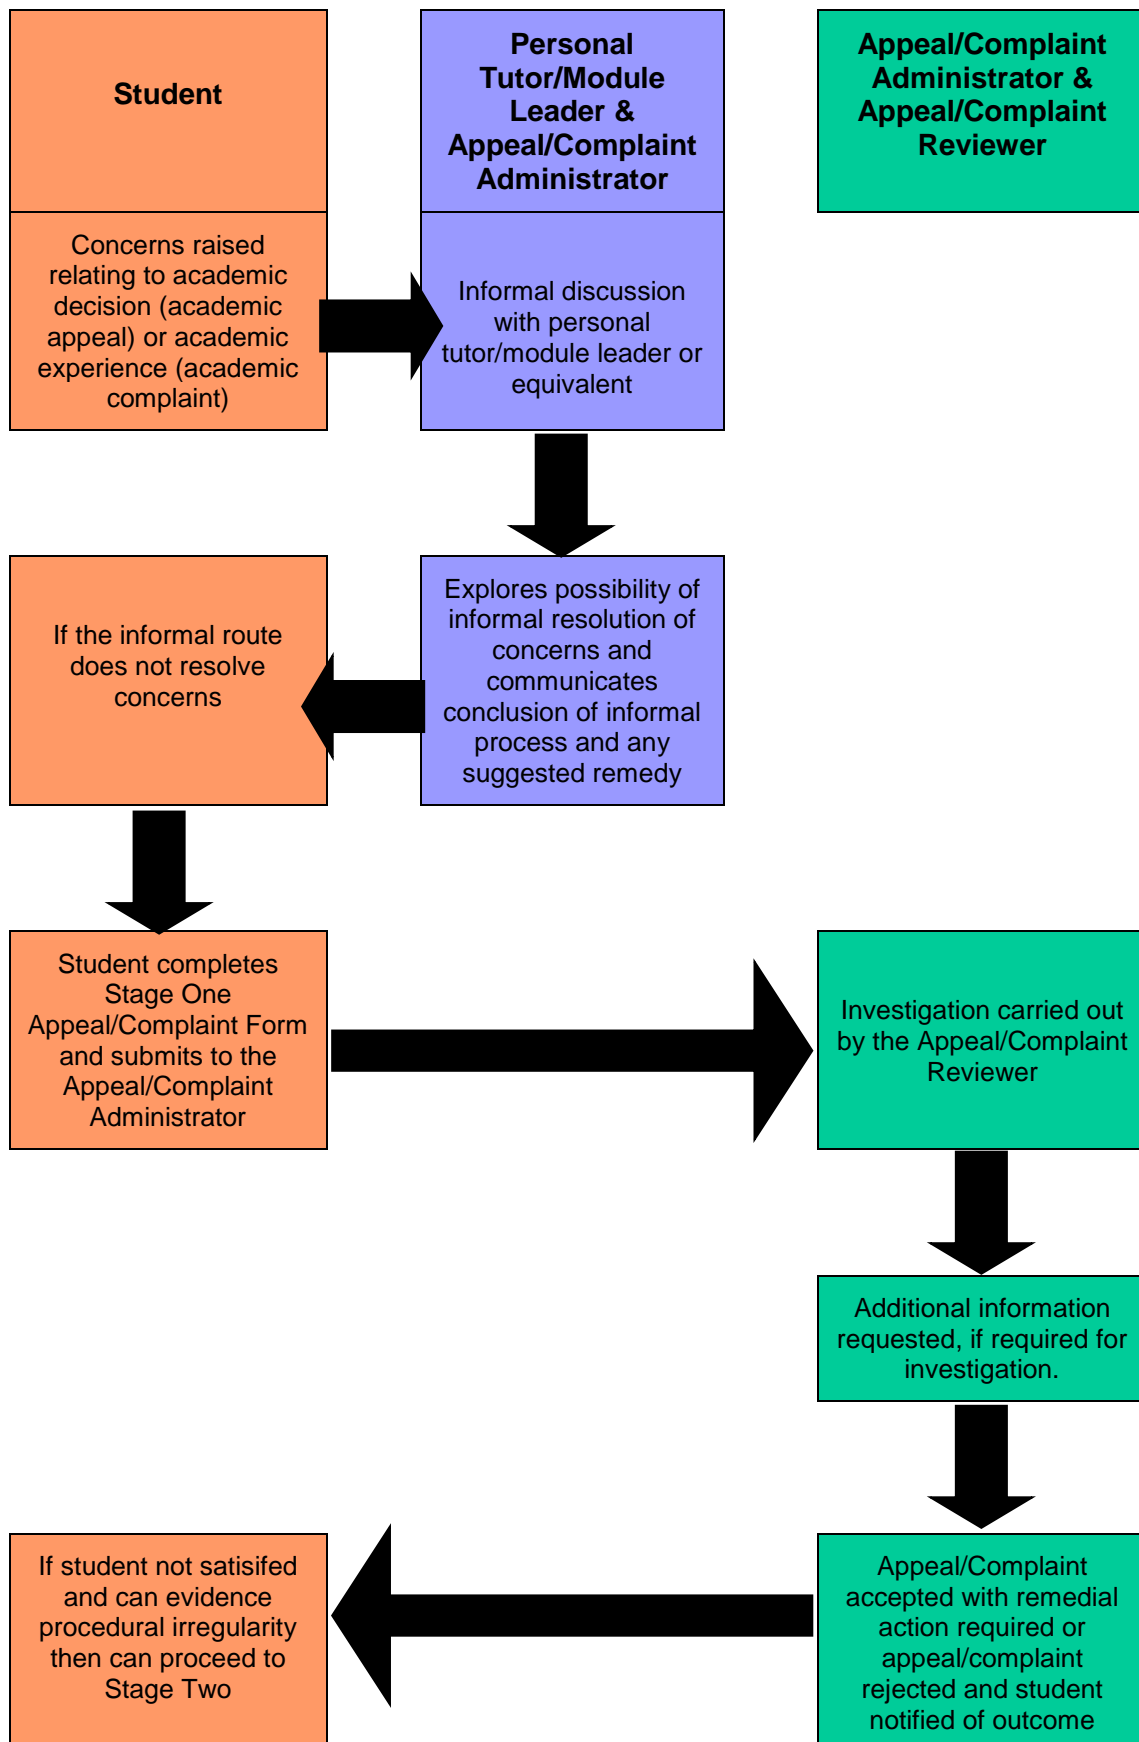 Student
Personal
Tutor/Module
Leader &
Appeal/Complaint
Administrator
Appeal/Complaint
Administrator &
Appeal/Complaint
Reviewer
Concerns raised
relating to academic
decision (academic
appeal) or academic
experience (academic
complaint)
Informal discussion
with personal
tutor/module leader or
equivalent
Explores possibility of
informal resolution of
concerns and
communicates
conclusion of informal
process and any
suggested remedy
If the informal route
does not resolve
concerns
Student completes
Stage One
Appeal/Complaint Form
and submits to the
Appeal/Complaint
Administrator
Investigation carried out
by the Appeal/Complaint
Reviewer
Additional information
requested, if required for
investigation.
Appeal/Complaint
accepted with remedial
action required or
appeal/complaint
rejected and student
notified of outcome
If student not satisifed
and can evidence
procedural irregularity
then can proceed to
Stage Two